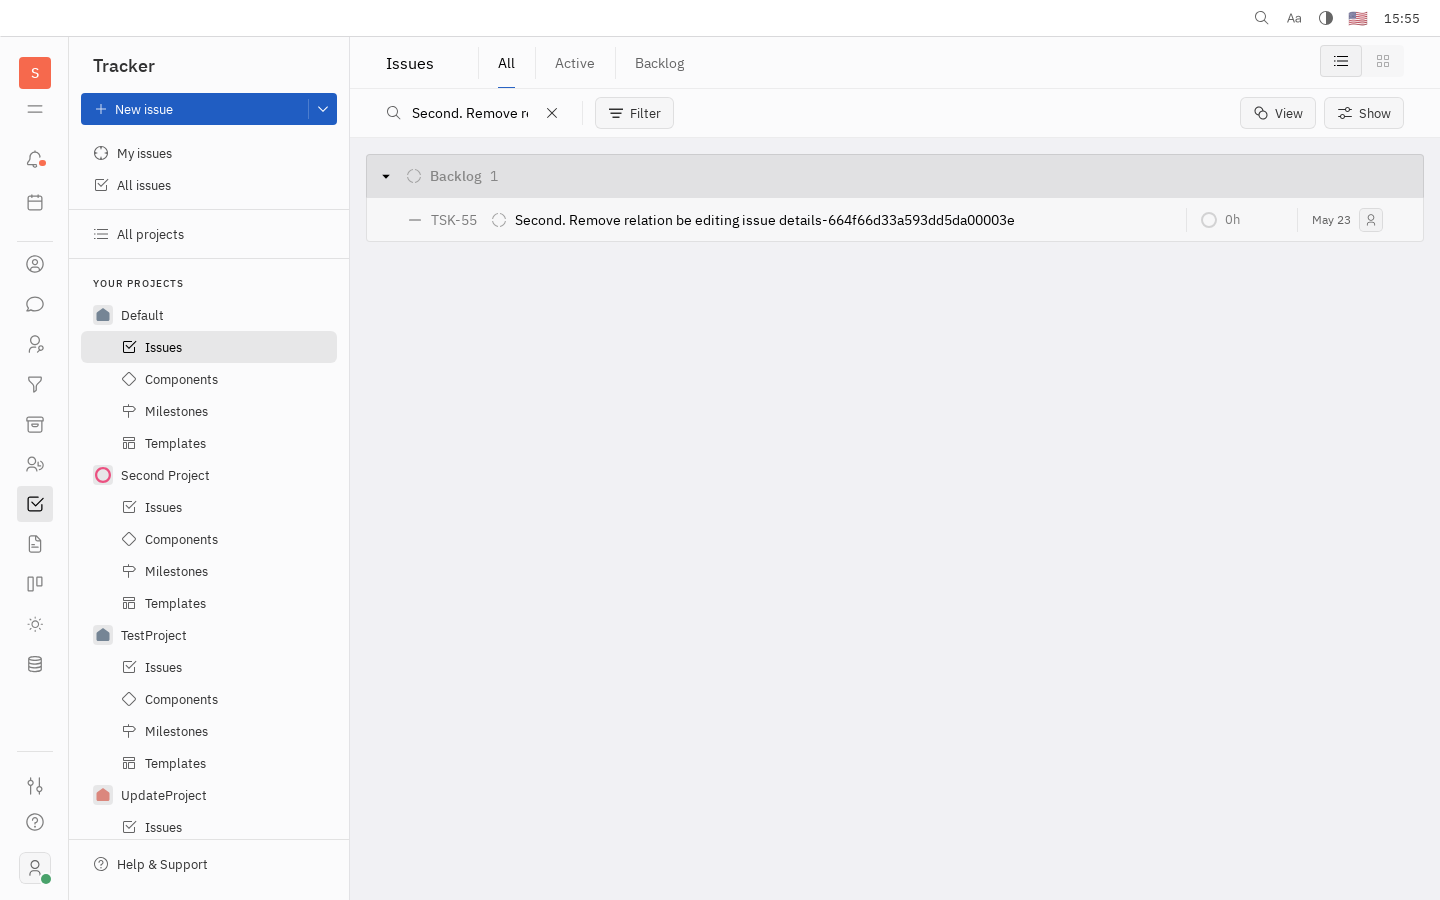 Aa
15:55
S
Tracker
New issue
My issues
All issues
All projects
YOUR PROJECTS
Default
Issues
Components
Milestones
Templates
Second Project
Issues
Components
Milestones
Templates
TestProject
Issues
Components
Milestones
Templates
UpdateProject
Issues
Help & Support
Issues
All
Active
Backlog
Second. Remove re
Filter
View
Show
Backlog 1
TSK-55 Second. Remove relation be editing issue details-664f66d33a593dd5da00003e 0h May 23